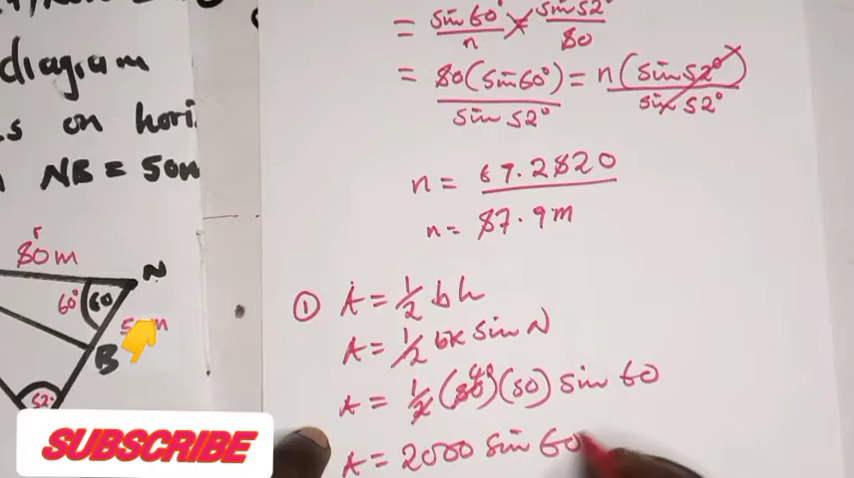 diagram
s on hori
NB = 50m
r
80m
N
60° 60
B
52°
= sin 60° / n × sin 52° / 80
= 80(sin 60°) / sin 52° = n(sin 52°) / sin 52°
n = 67.2820
n = 87.9m
① A = 1/2 bh
A = 1/2 bk sin N
A = 1/2 (80)(50) sin 60
40
A = 2000 sin 60
SUBSCRIBE